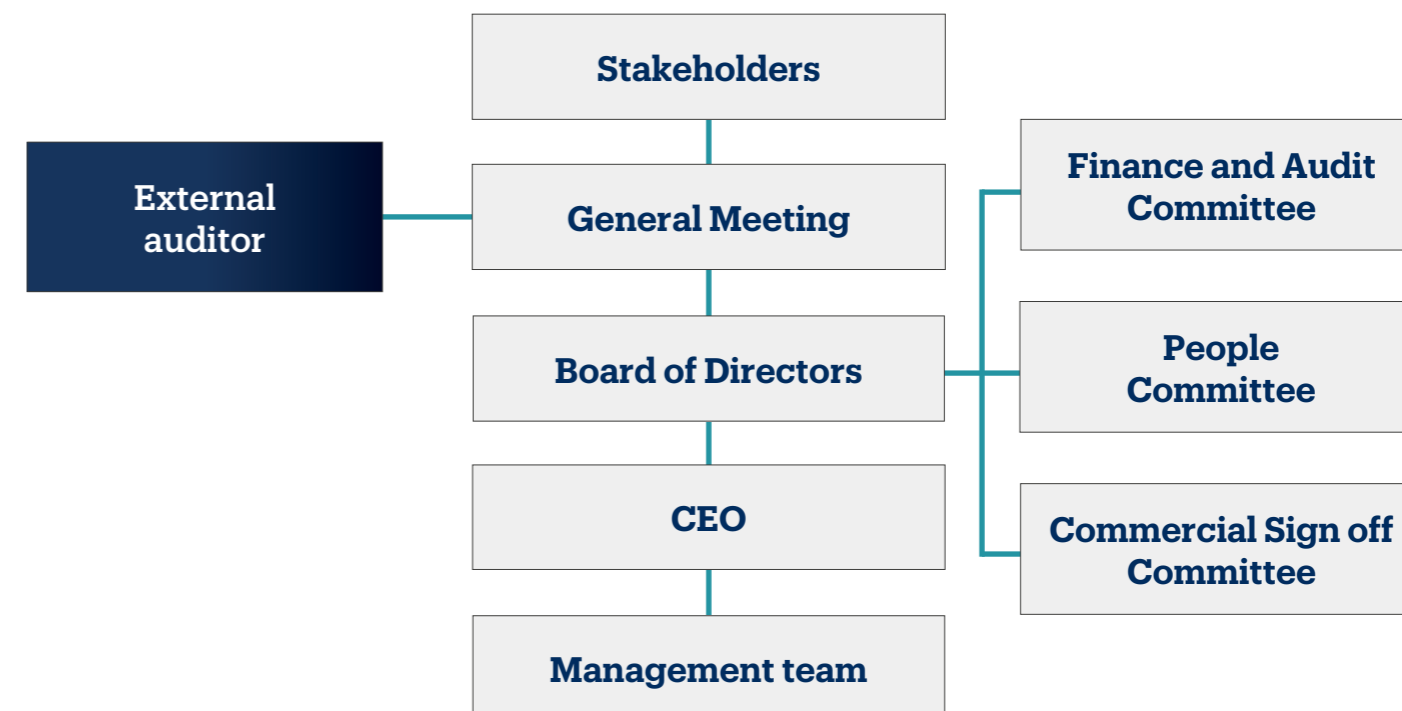 Stakeholders
External
auditor
General Meeting
Board of Directors
CEO
Management team
Finance and Audit
Committee
People
Committee
Commercial Sign off
Committee